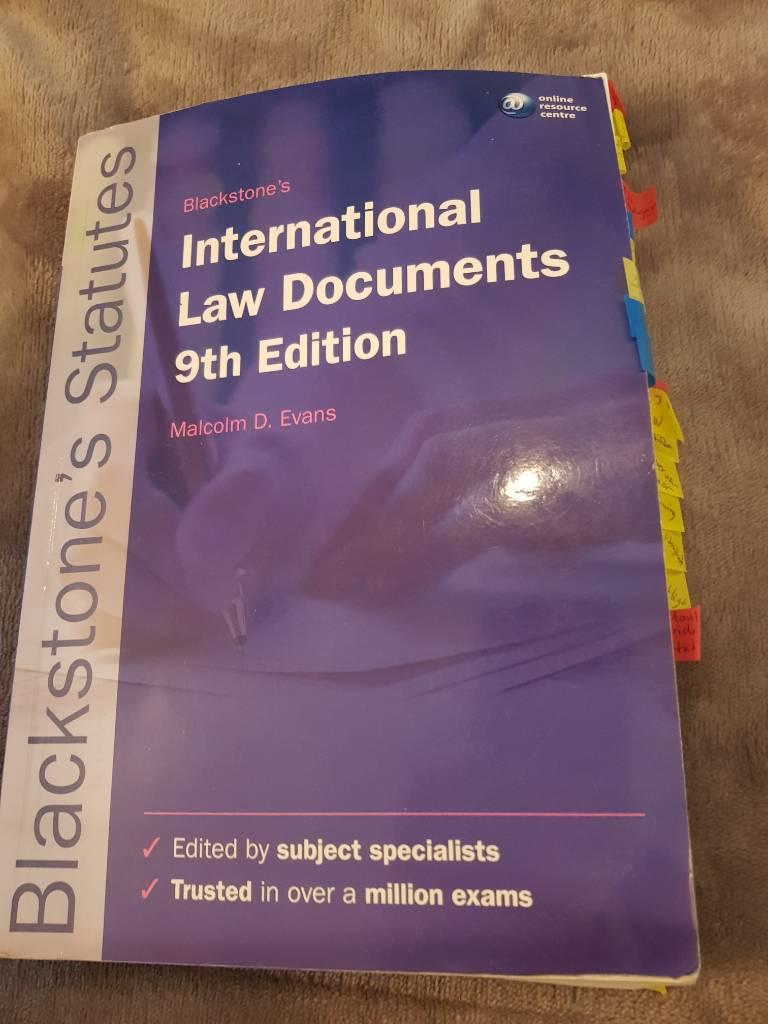 Blackstone's Statutes
online
resource
centre
Blackstone's
International
Law Documents
9th Edition
Malcolm D. Evans
✓ Edited by subject specialists
✓ Trusted in over a million exams